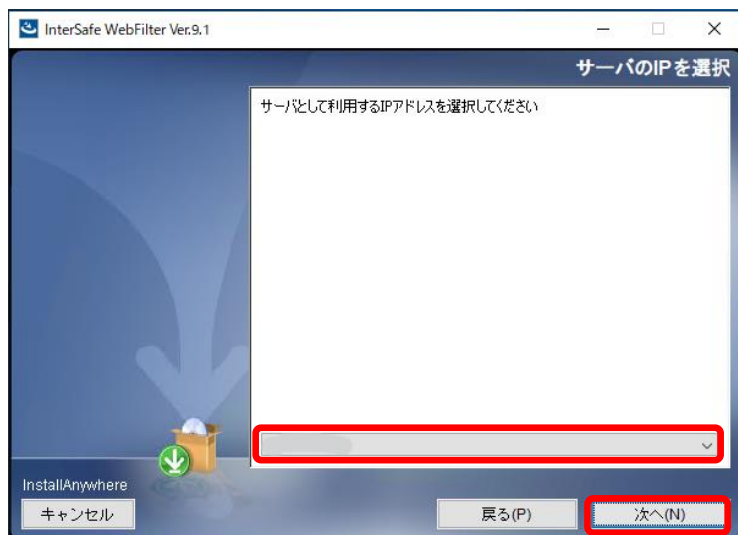 InterSafe WebFilter Ver.9.1
サーバのIPを選択
サーバとして利用するIPアドレスを選択してください
InstallAnywhere
キャンセル
戻る(P)
次へ(N)